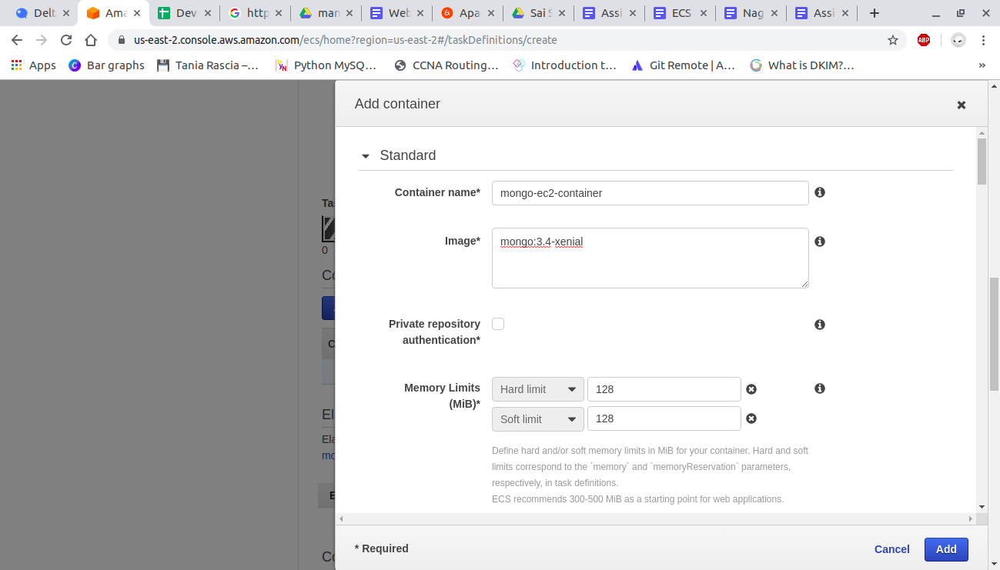 Delt
Ama
Dev
http
man
Web
Apa
Sai S
Assi
ECS
Nag
Assi
us-east-2.console.aws.amazon.com/ecs/home?region=us-east-2#/taskDefinitions/create
ABP
Apps
Bar graphs
Tania Rascia –...
Python MySQ...
CCNA Routing...
Introduction t...
Git Remote | A...
What is DKIM?...
»
Add container
Standard
Container name*
mongo-ec2-container
Image*
mongo:3.4-xenial
Private repository
authentication*
Memory Limits
(MiB)*
Hard limit
128
Soft limit
128
Define hard and/or soft memory limits in MiB for your container. Hard and soft
limits correspond to the `memory` and `memoryReservation` parameters,
respectively, in task definitions.
ECS recommends 300-500 MiB as a starting point for web applications.
* Required
Cancel
Add
Ta
0
Co
C
El
Ela
mo
E
Co